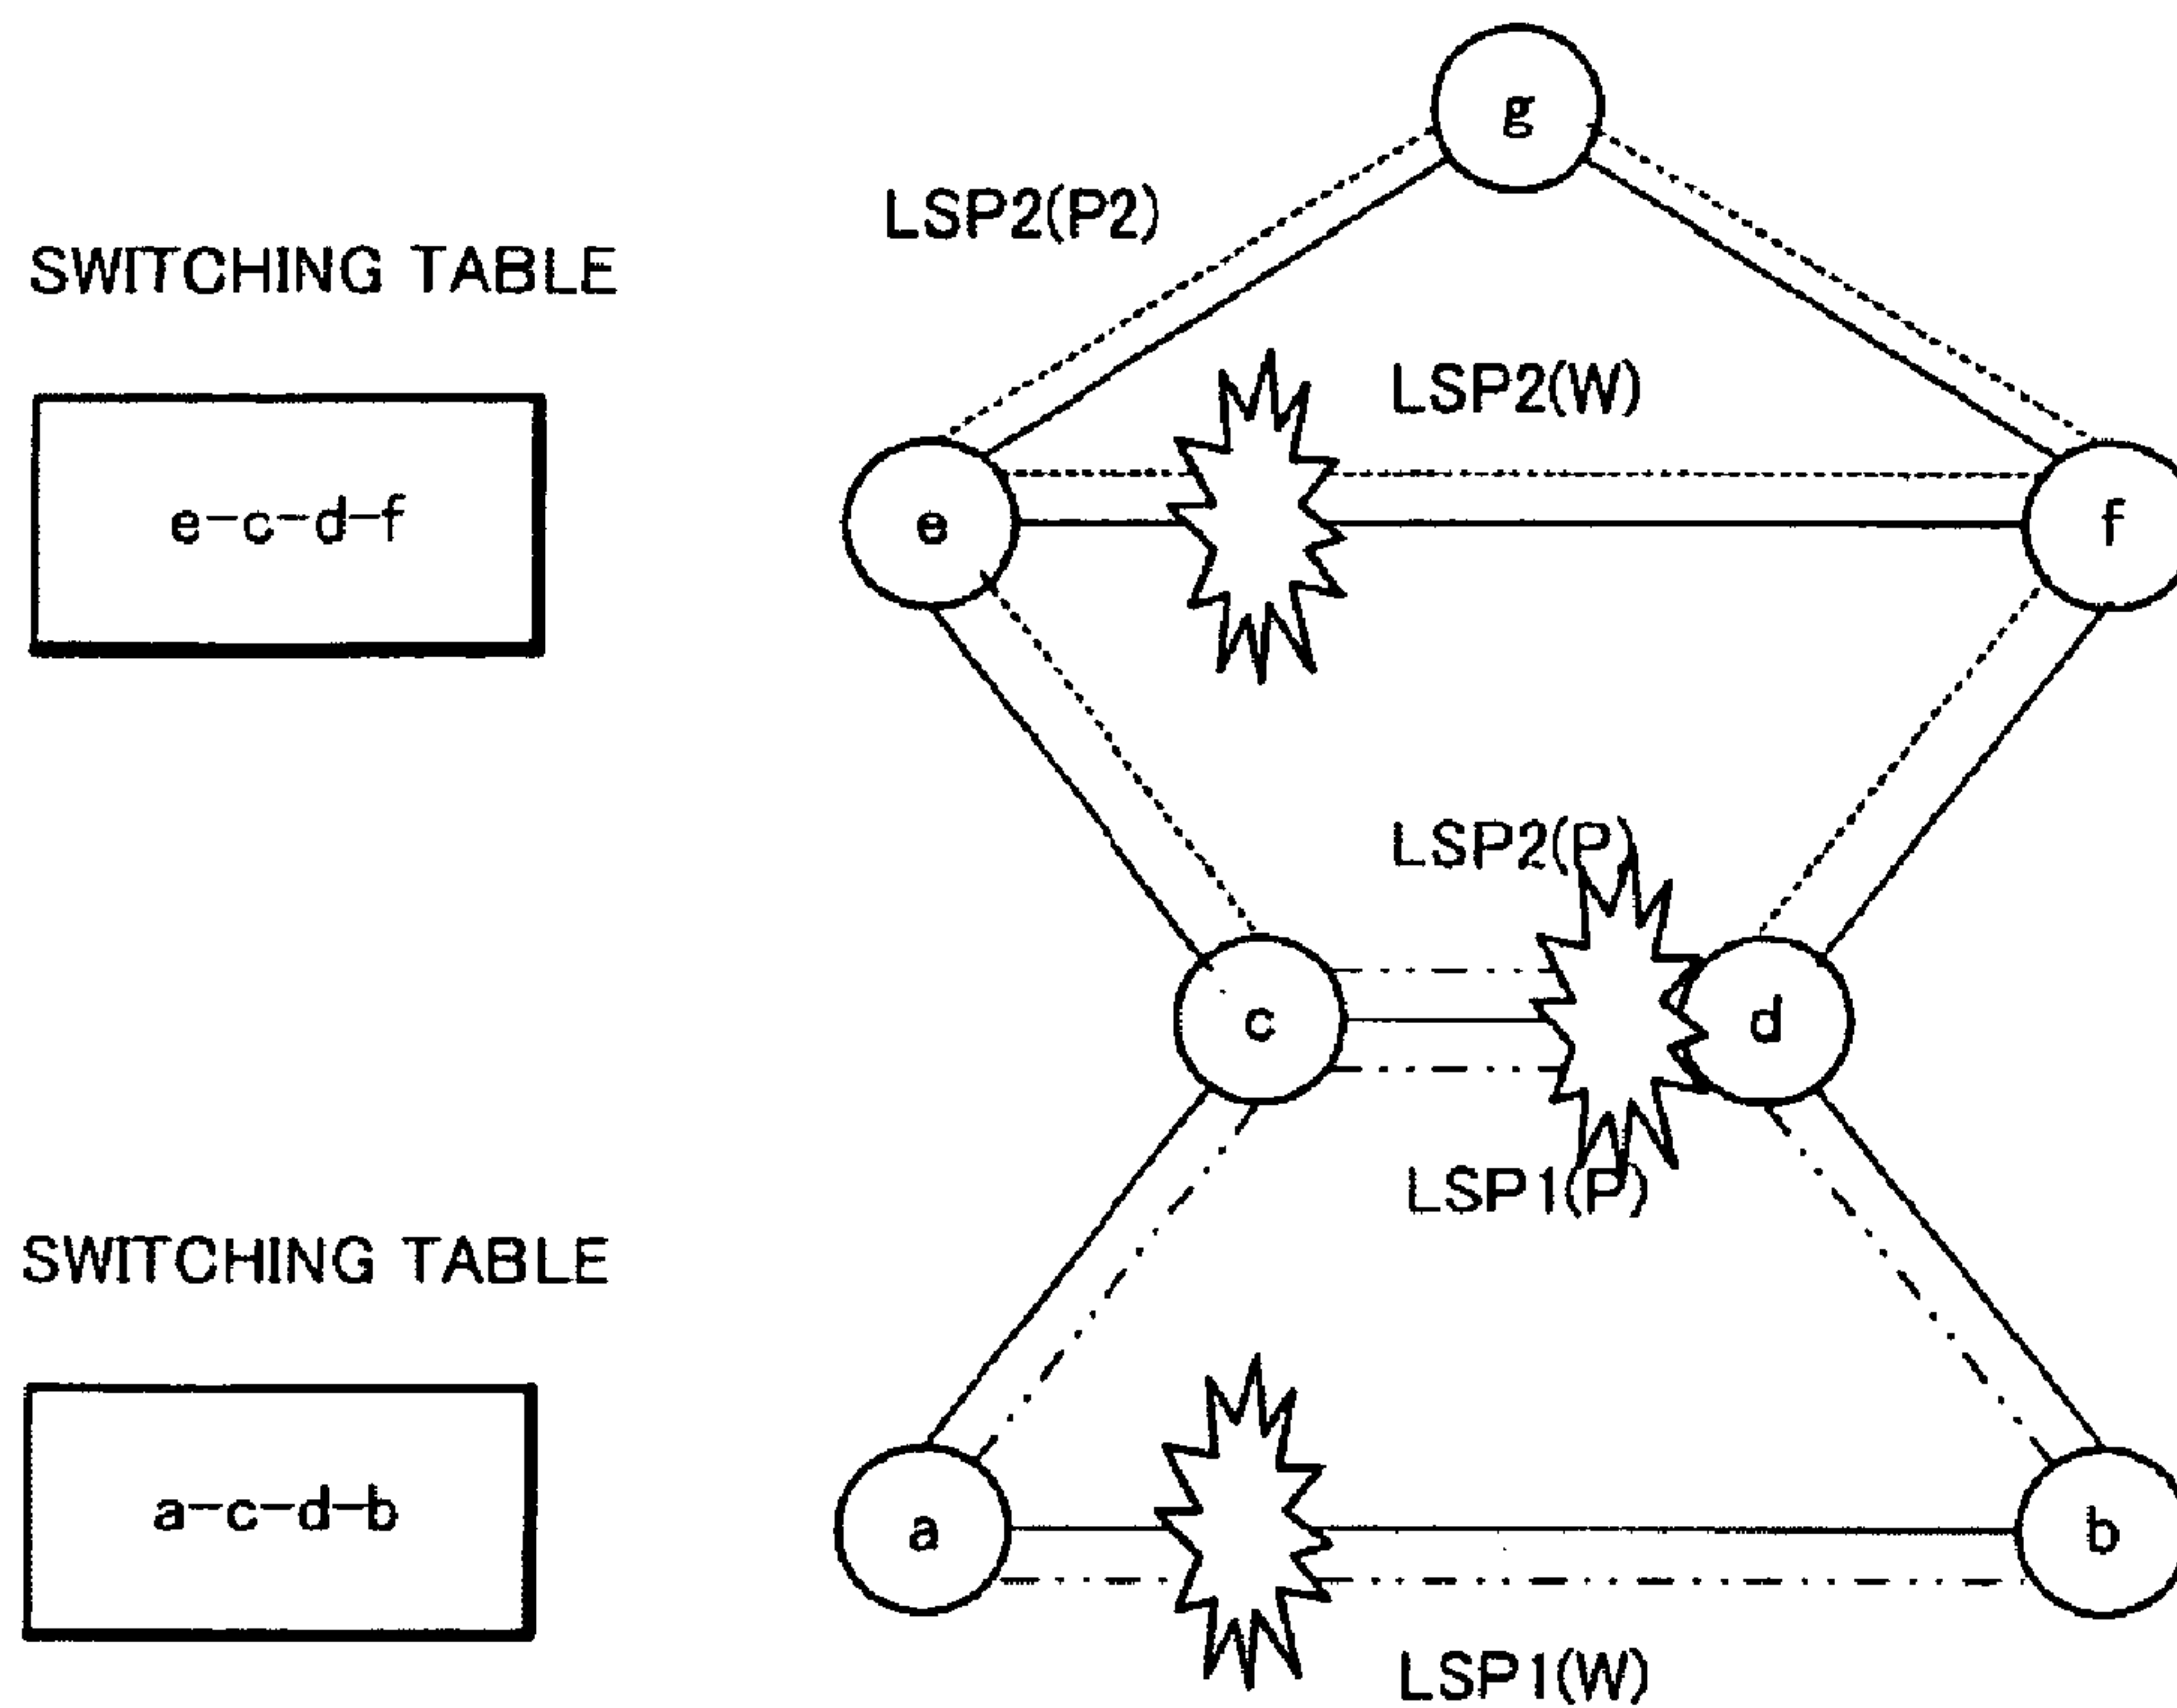 g
LSP2(P2)
SWITCHING TABLE
LSP2(W)
e-c-d-f
e
f
LSP2(P)
c
d
LSP1(P)
SWITCHING TABLE
a-c-d-b
a
b
LSP1(W)